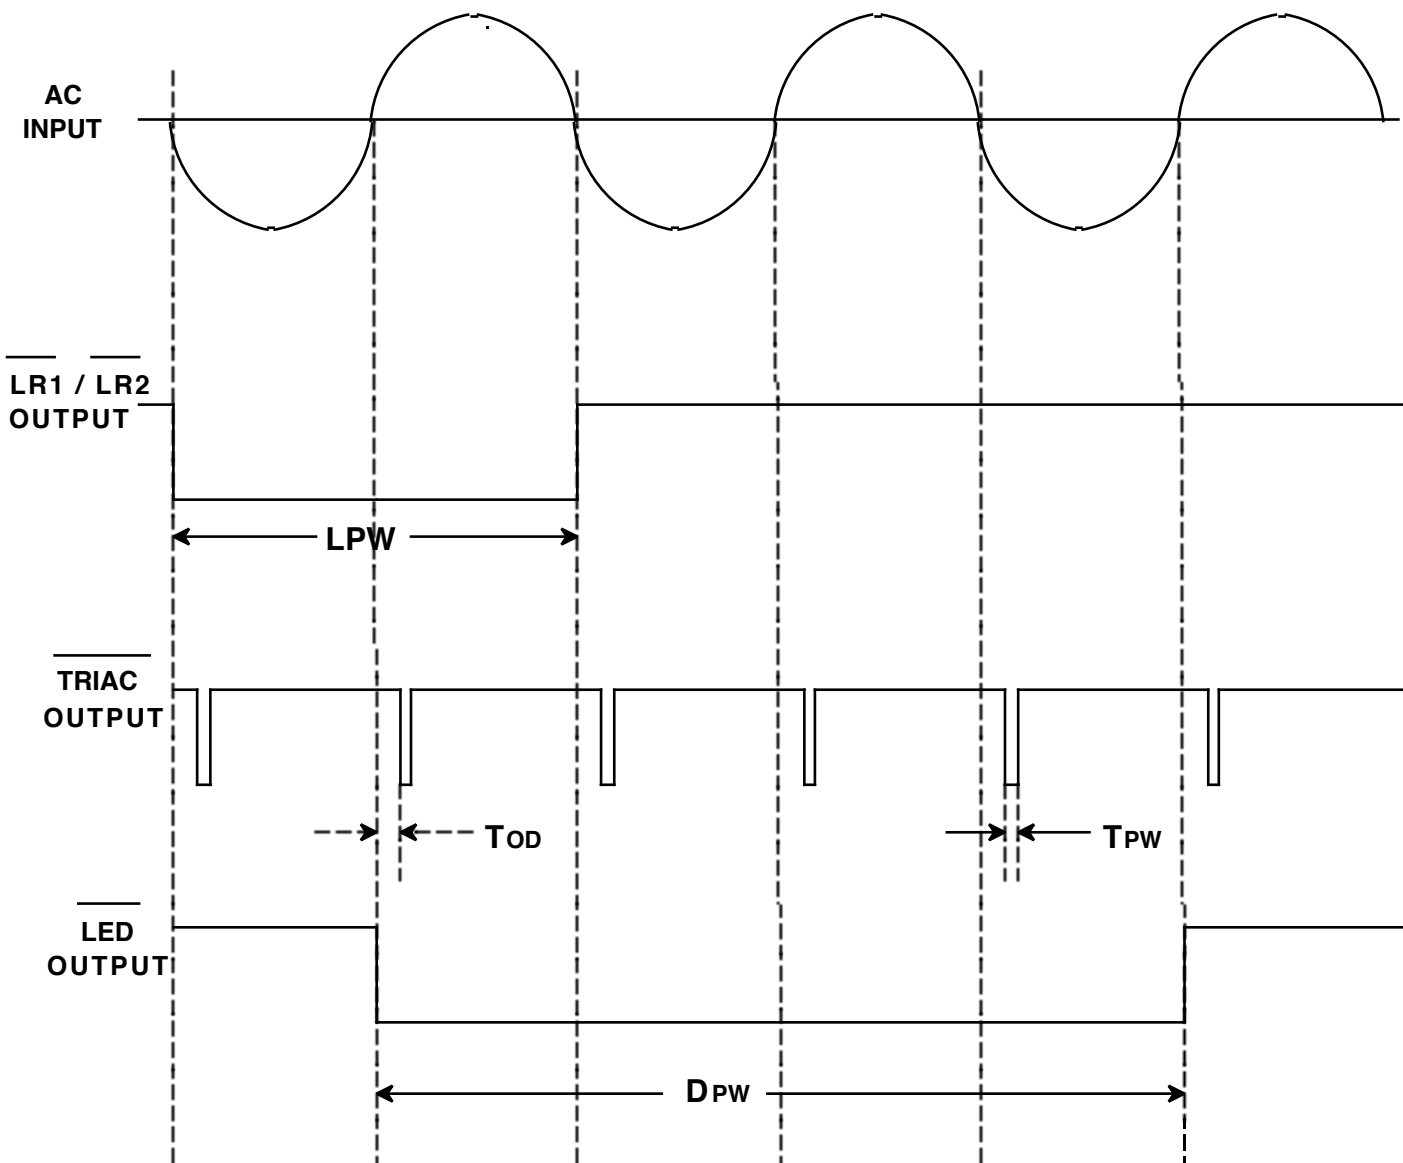 AC
INPUT
LR1 / LR2
OUTPUT
LPW
TRIAC
OUTPUT
TOD
TPW
LED
OUTPUT
DPW